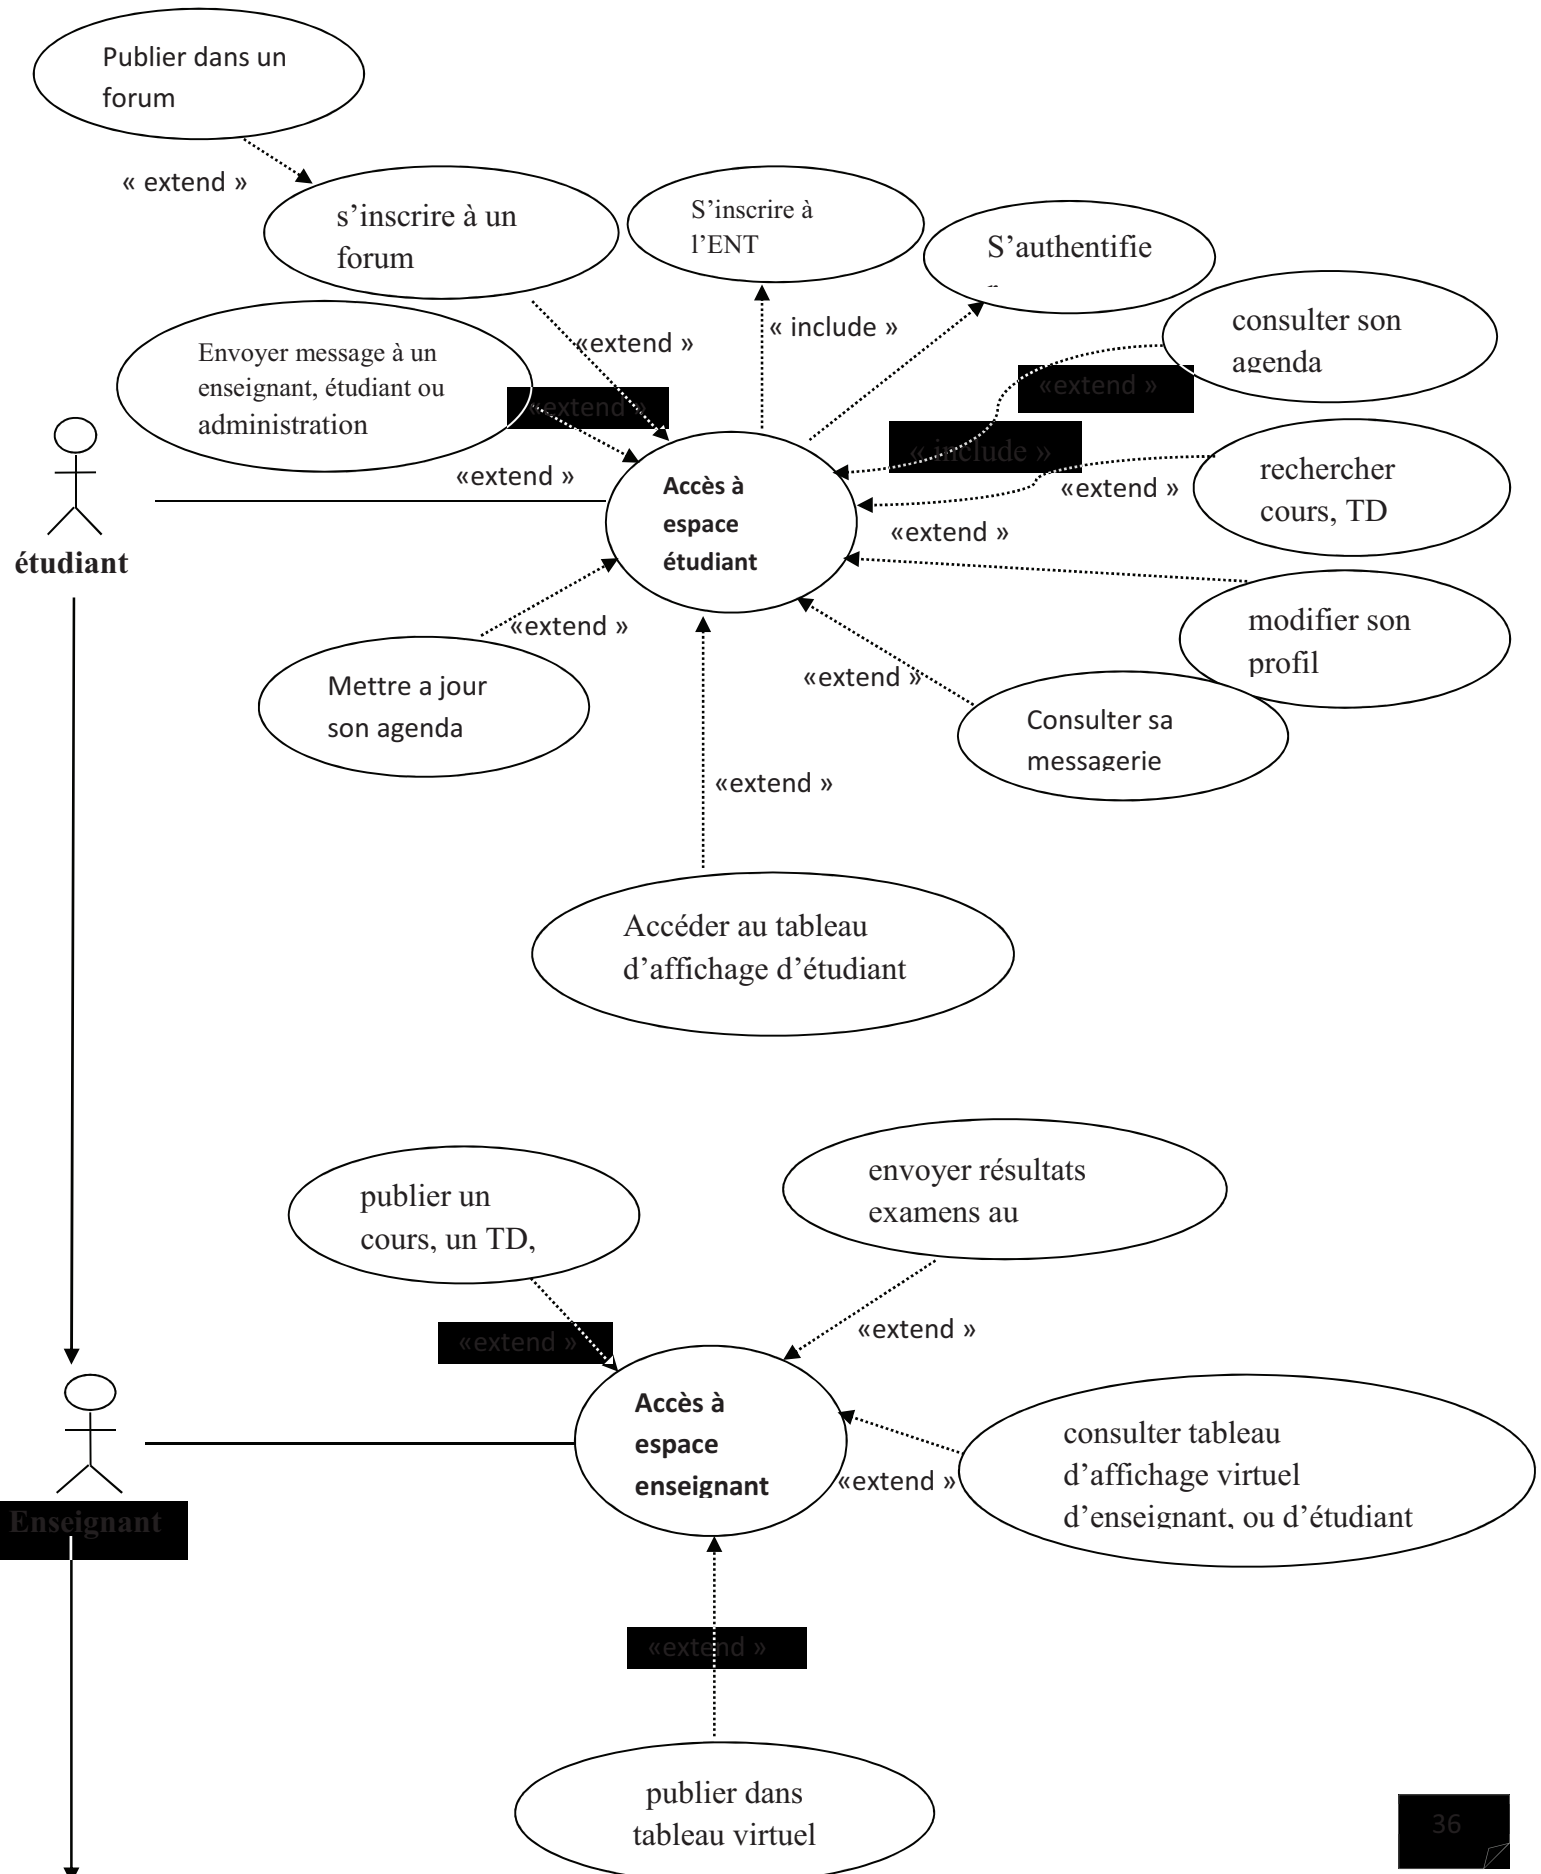 Publier dans un
forum
« extend »
s’inscrire à un
forum
S’inscrire à
l’ENT
S’authentifie
«extend »
« include »
consulter son
agenda
Envoyer message à un
enseignant, étudiant ou
administration
«extend »
«extend »
« include »
rechercher
cours, TD
«extend »
Accès à
espace
étudiant
«extend »
«extend »
étudiant
«extend »
modifier son
profil
«extend »
Mettre a jour
son agenda
Consulter sa
messagerie
«extend »
Accéder au tableau
d’affichage d’étudiant
publier un
cours, un TD,
envoyer résultats
examens au
«extend »
«extend »
Accès à
espace
enseignant
consulter tableau
d’affichage virtuel
d’enseignant, ou d’étudiant
«extend »
Enseignant
«extend »
publier dans
tableau virtuel
36